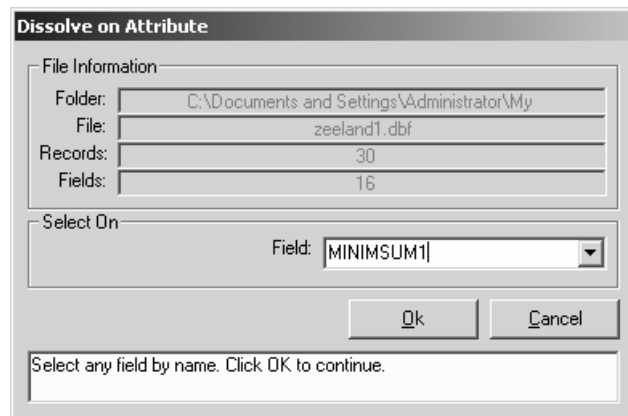 Dissolve on Attribute
File Information
Folder: C:\Documents and Settings\Administrator\My
File: zeeland1.dbf
Records: 30
Fields: 16
Select On
Field: MINIMSUM1
Ok Cancel
Select any field by name. Click OK to continue.